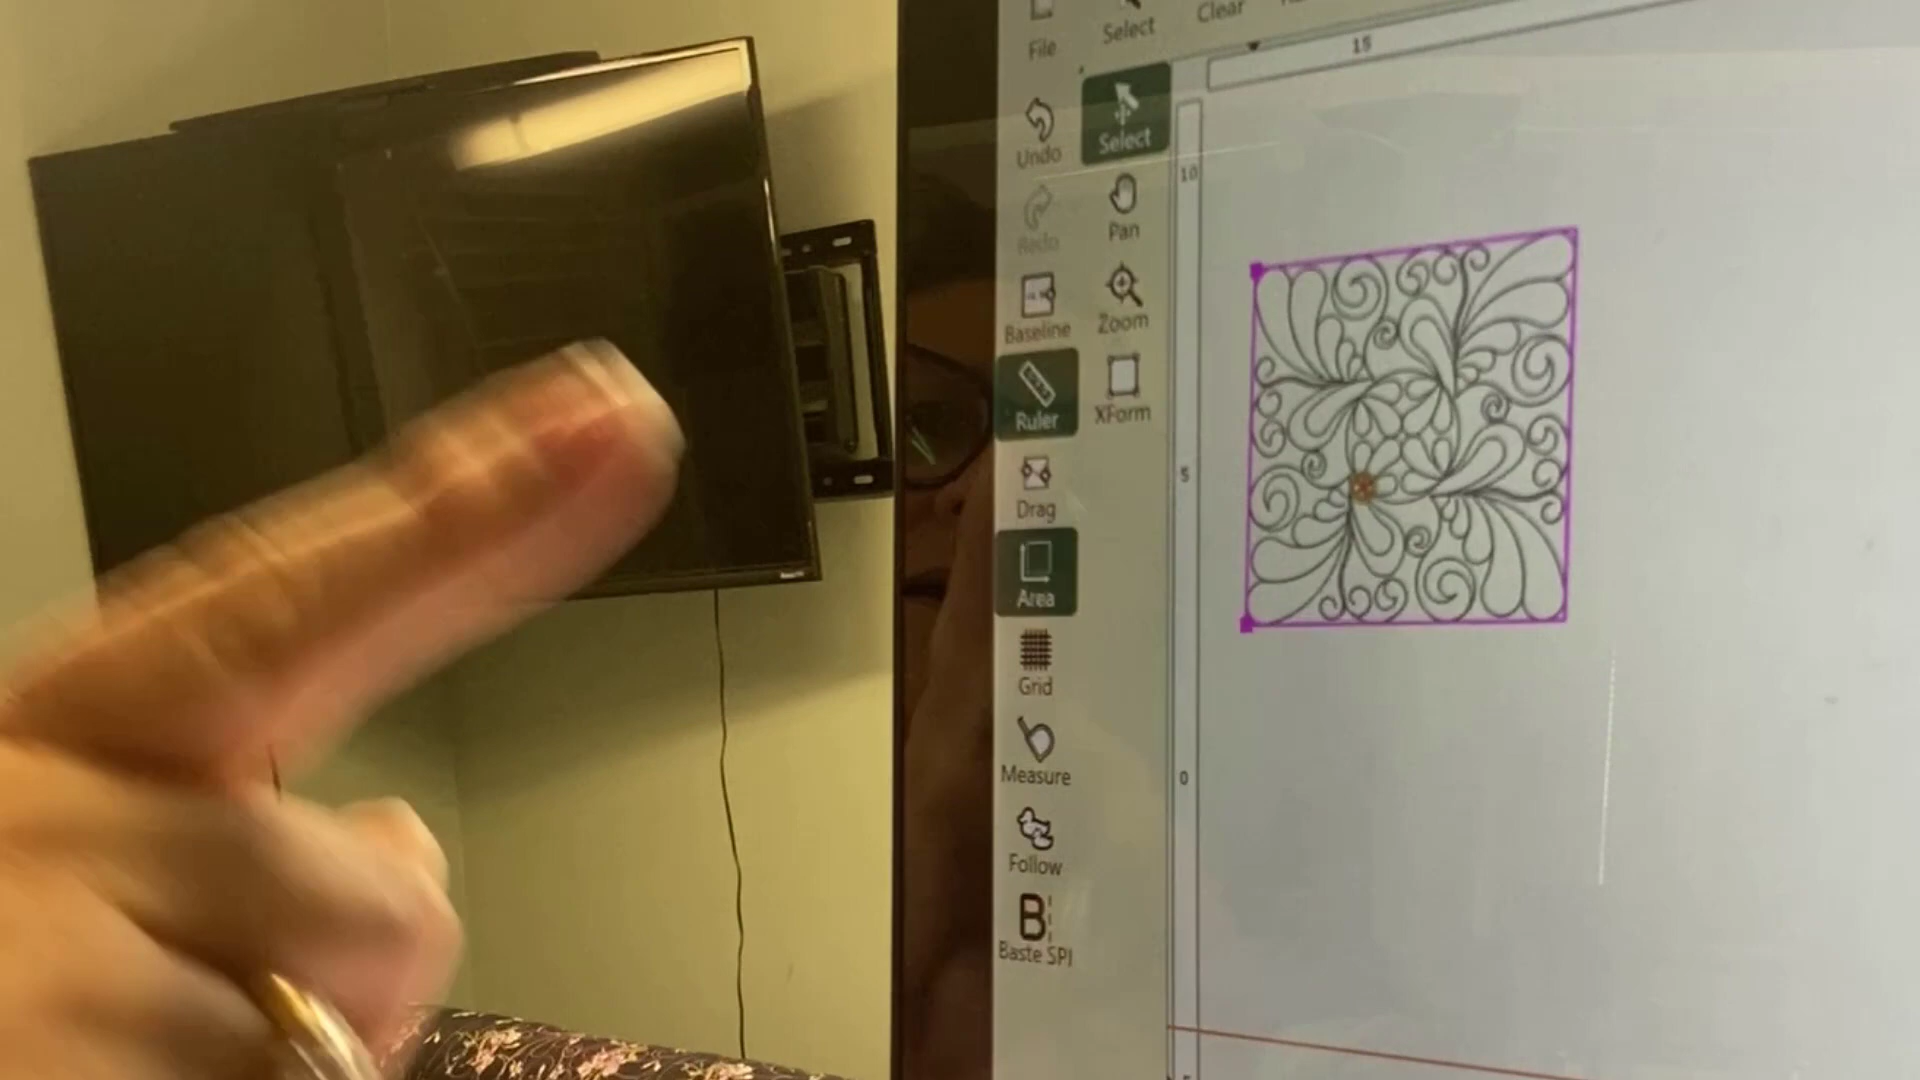 File
Select
Clear
15
Undo
Select
10
Redo
Pan
Baseline
Zoom
Ruler
XForm
5
Drag
Area
Grid
Measure
0
Follow
B
Baste SPI